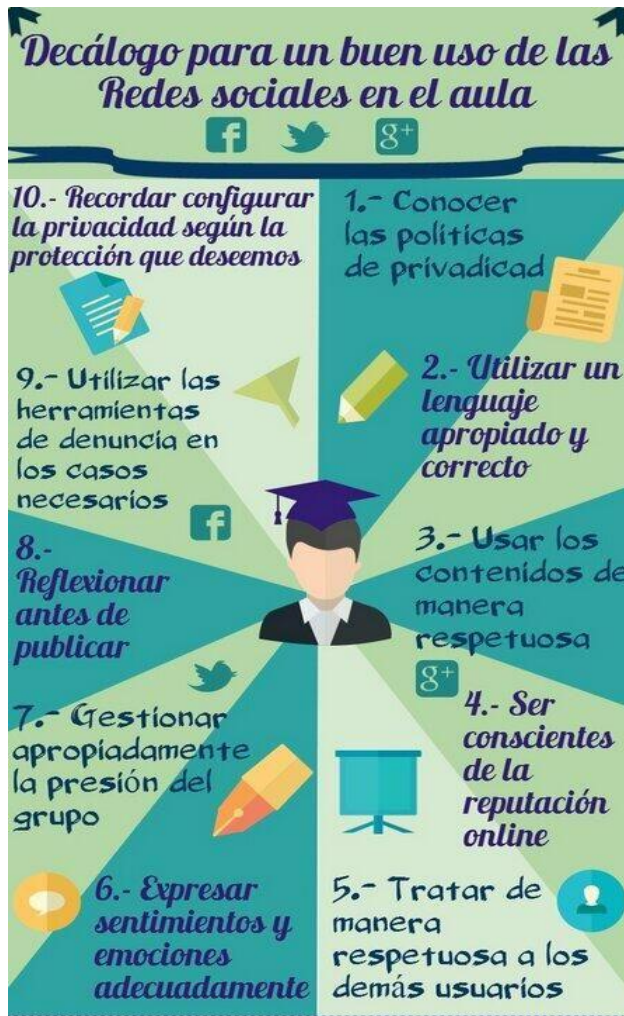 Decálogo para un buen uso de las
Redes sociales en el aula
f
g+
1.- Conocer
las políticas
de privadicad
2.- Utilizar un
lenguaje
apropiado y
correcto
3.- Usar los
contenidos de
manera
respetuosa
g+
4.- Ser
conscientes
de la
reputación
online
5.- Tratar de
manera
respetuosa a los
demás usuarios
6.- Expresar
sentimientos y
emociones
adecuadamente
7.- Gestionar
apropiadamente
la presión del
grupo
8.-
Reflexionar
antes de
publicar
f
9.- Utilizar las
herramientas
de denuncia en
los casos
necesarios
10.- Recordar configurar
la privacidad según la
protección que deseemos